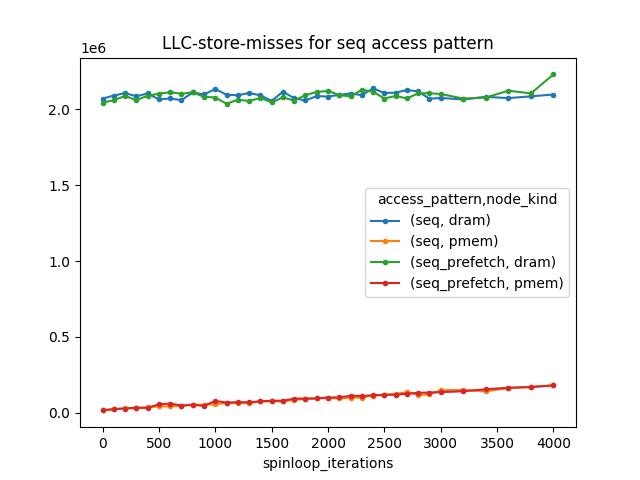 LLC-store-misses for seq access pattern
1e6
2.0
1.5
1.0
0.5
0.0
access_pattern,node_kind
(seq, dram)
(seq, pmem)
(seq_prefetch, dram)
(seq_prefetch, pmem)
0 500 1000 1500 2000 2500 3000 3500 4000
spinloop_iterations